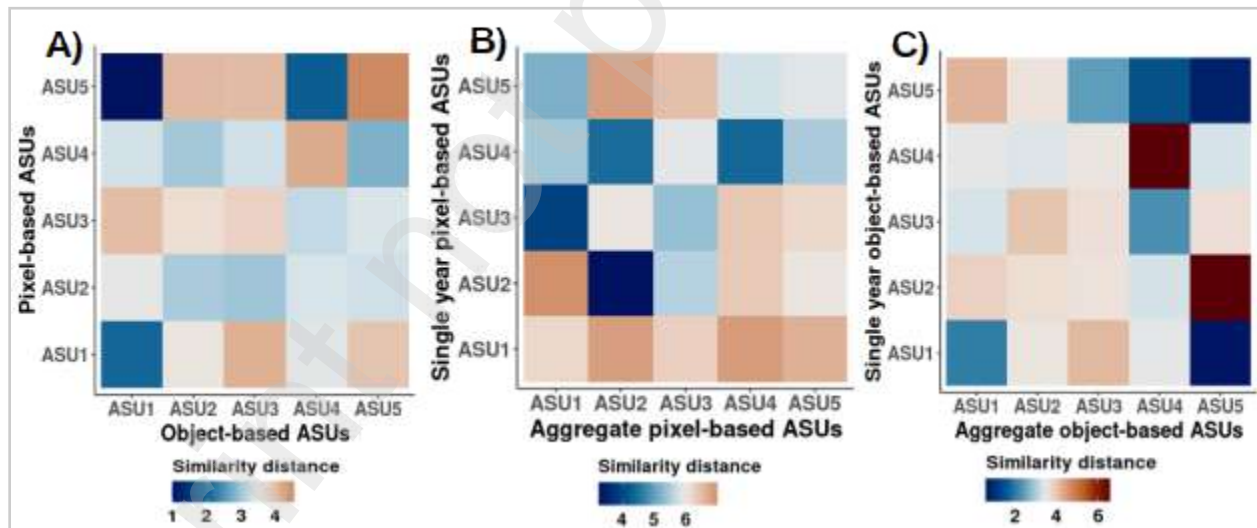 A)
Pixel-based ASUs
ASU5
ASU4
ASU3
ASU2
ASU1
ASU1 ASU2 ASU3 ASU4 ASU5
Object-based ASUs
Similarity distance
1 2 3 4
B)
Single year pixel-based ASUs
ASU5
ASU4
ASU3
ASU2
ASU1
ASU1 ASU2 ASU3 ASU4 ASU5
Aggregate pixel-based ASUs
Similarity distance
4 5 6
C)
Single year object-based ASUs
ASU5
ASU4
ASU3
ASU2
ASU1
ASU1 ASU2 ASU3 ASU4 ASU5
Aggregate object-based ASUs
Similarity distance
2 4 6